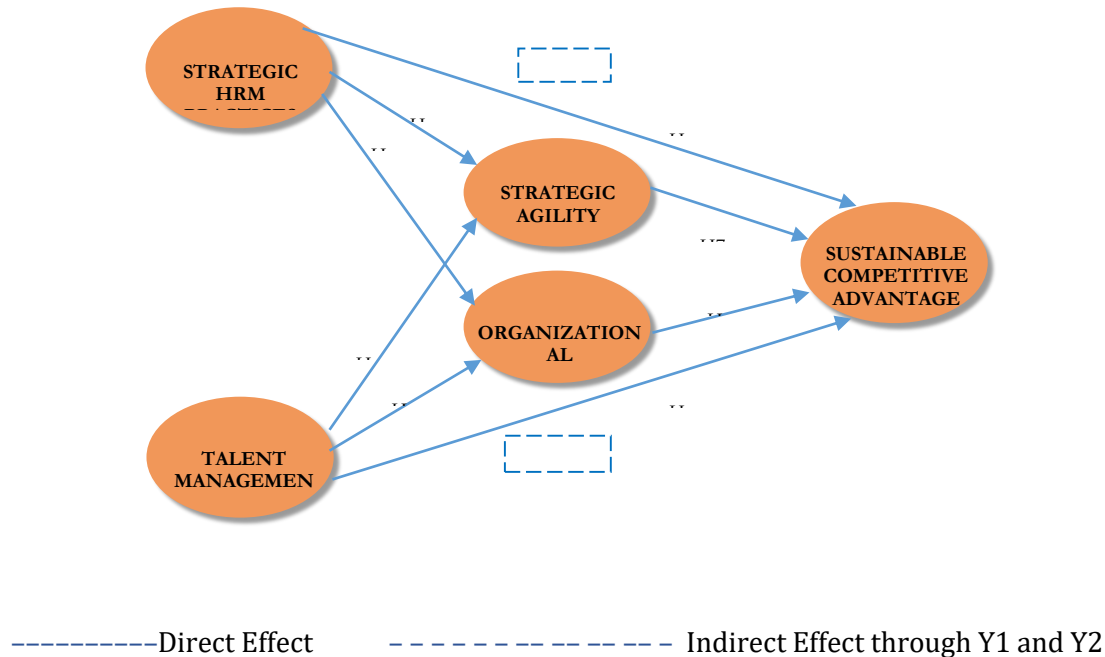 STRATEGIC
HRM
STRATEGIC
AGILITY
SUSTAINABLE
COMPETITIVE
ADVANTAGE
ORGANIZATION
AL
TALENT
MANAGEMEN
Direct Effect
Indirect Effect through Y1 and Y2